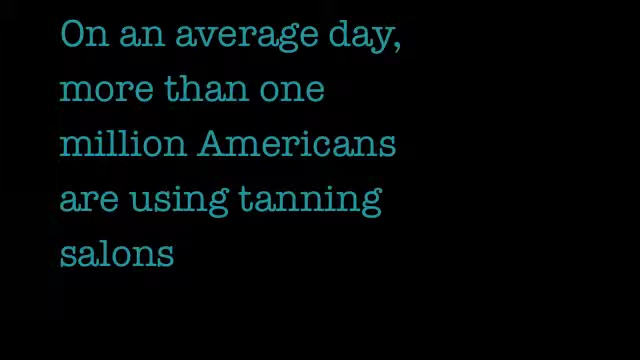 On an average day,
more than one
million Americans
are using tanning
salons